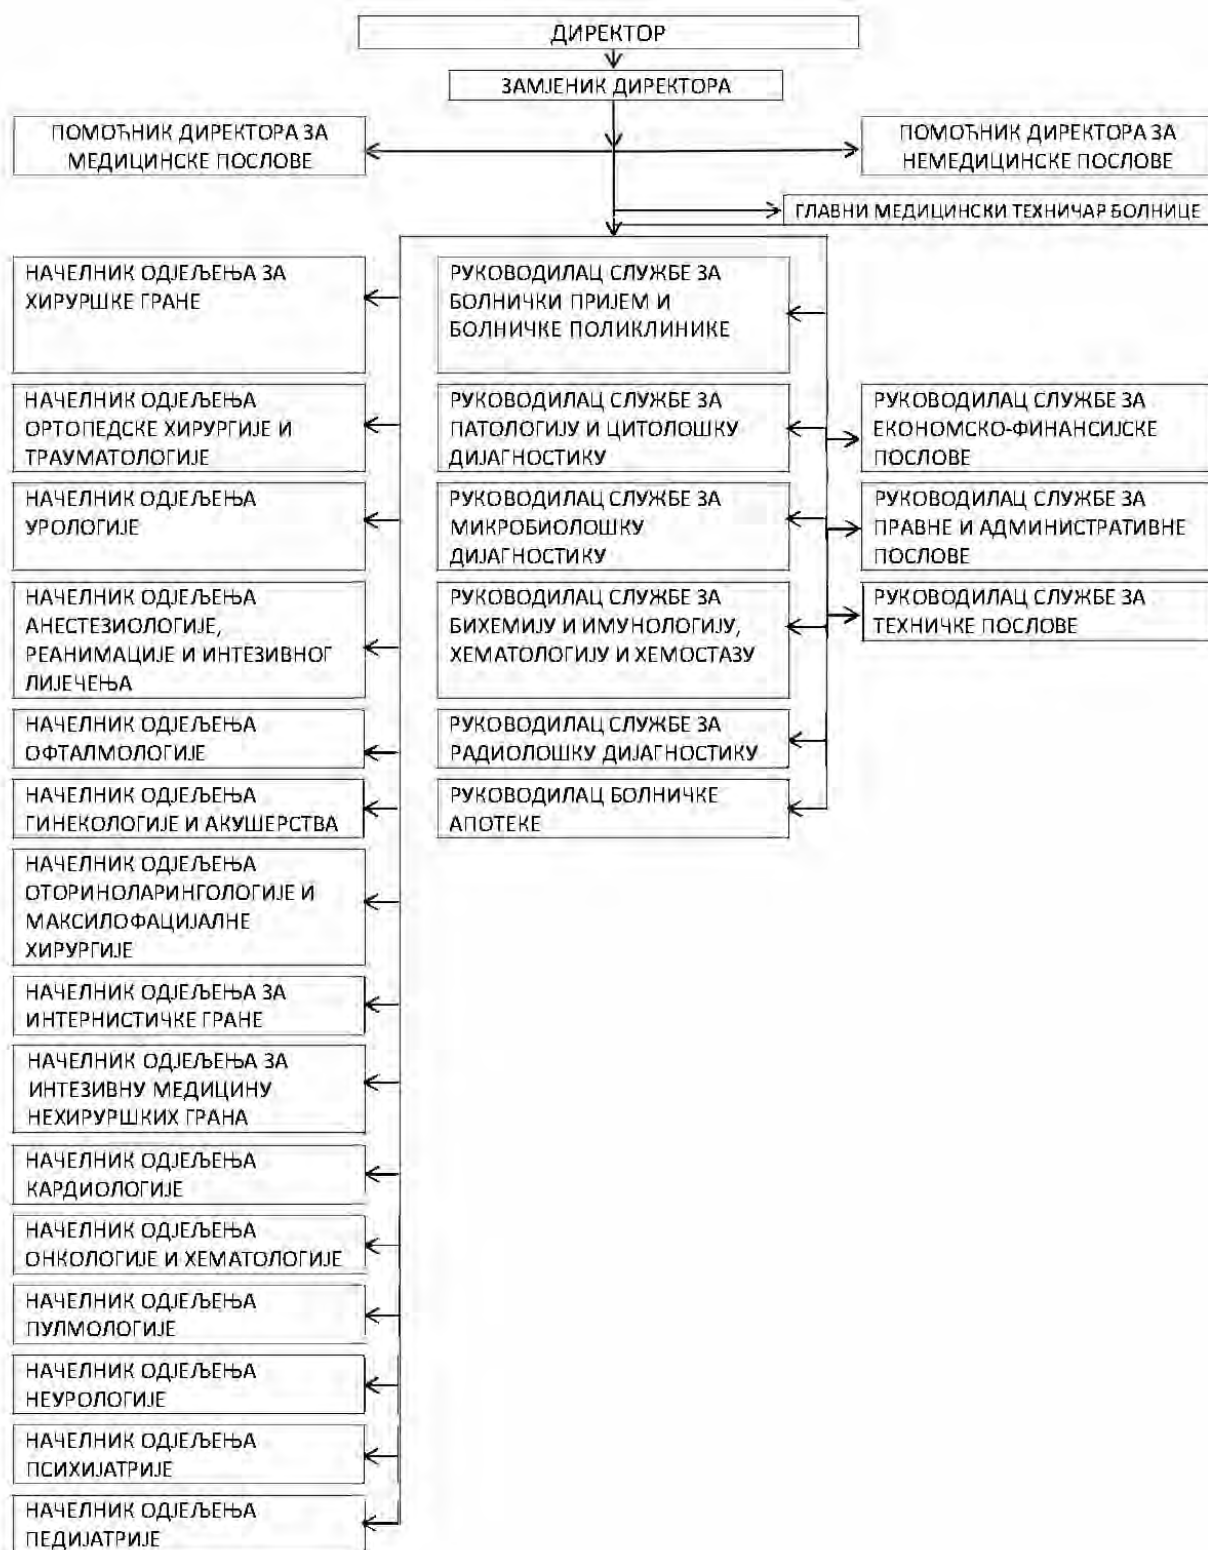 ДИРЕКТОР
ЗАМЈЕНИК ДИРЕКТОРА
ПОМОЋНИК ДИРЕКТОРА ЗА
МЕДИЦИНСКЕ ПОСЛОВЕ
ПОМОЋНИК ДИРЕКТОРА ЗА
НЕМЕДИЦИНСКЕ ПОСЛОВЕ
ГЛАВНИ МЕДИЦИНСКИ ТЕХНИЧАР БОЛНИЦЕ
НАЧЕЛНИК ОДЈЕЉЕЊА ЗА
ХИРУРШКЕ ГРАНЕ
НАЧЕЛНИК ОДЈЕЉЕЊА
ОРТОПЕДСКЕ ХИРУРГИЈЕ И
ТРАУМАТОЛОГИЈЕ
НАЧЕЛНИК ОДЈЕЉЕЊА
УРОЛОГИЈЕ
НАЧЕЛНИК ОДЈЕЉЕЊА
АНЕСТЕЗИОЛОГИЈЕ,
РЕАНИМАЦИЈЕ И ИНТЕЗИВНОГ
ЛИЈЕЧЕЊА
НАЧЕЛНИК ОДЈЕЉЕЊА
ОФТАЛМОЛОГИЈЕ
НАЧЕЛНИК ОДЈЕЉЕЊА
ГИНЕКОЛОГИЈЕ И АКУШЕРСТВА
НАЧЕЛНИК ОДЈЕЉЕЊА
ОТОРИНОЛАРИНГОЛОГИЈЕ И
МАКСИЛОФАЦИЈАЛНЕ
ХИРУРГИЈЕ
НАЧЕЛНИК ОДЈЕЉЕЊА ЗА
ИНТЕРНИСТИЧКЕ ГРАНЕ
НАЧЕЛНИК ОДЈЕЉЕЊА ЗА
ИНТЕЗИВНУ МЕДИЦИНУ
НЕХИРУРШКИХ ГРАНА
НАЧЕЛНИК ОДЈЕЉЕЊА
КАРДИОЛОГИЈЕ
НАЧЕЛНИК ОДЈЕЉЕЊА
ОНКОЛОГИЈЕ И ХЕМАТОЛОГИЈЕ
НАЧЕЛНИК ОДЈЕЉЕЊА
ПУЛМОЛОГИЈЕ
НАЧЕЛНИК ОДЈЕЉЕЊА
НЕУРОЛОГИЈЕ
НАЧЕЛНИК ОДЈЕЉЕЊА
ПСИХИЈАТРИЈЕ
НАЧЕЛНИК ОДЈЕЉЕЊА
ПЕДИЈАТРИЈЕ
РУКОВОДИЛАЦ СЛУЖБЕ ЗА
БОЛНИЧКИ ПРИЈЕМ И
БОЛНИЧКЕ ПОЛИКЛИНИКЕ
РУКОВОДИЛАЦ СЛУЖБЕ ЗА
ПАТОЛОГИЈУ И ЦИТОЛОШКУ
ДИЈАГНОСТИКУ
РУКОВОДИЛАЦ СЛУЖБЕ ЗА
МИКРОБИОЛОШКУ
ДИЈАГНОСТИКУ
РУКОВОДИЛАЦ СЛУЖБЕ ЗА
БИХЕМИЈУ И ИМУНОЛОГИЈУ,
ХЕМАТОЛОГИЈУ И ХЕМОСТАЗУ
РУКОВОДИЛАЦ СЛУЖБЕ ЗА
РАДИОЛОШКУ ДИЈАГНОСТИКУ
РУКОВОДИЛАЦ БОЛНИЧКЕ
АПОТЕКЕ
РУКОВОДИЛАЦ СЛУЖБЕ ЗА
ЕКОНОМСКО-ФИНАНСИЈСКЕ
ПОСЛОВЕ
РУКОВОДИЛАЦ СЛУЖБЕ ЗА
ПРАВНЕ И АДМИНИСТРАТИВНЕ
ПОСЛОВЕ
РУКОВОДИЛАЦ СЛУЖБЕ ЗА
ТЕХНИЧКЕ ПОСЛОВЕ